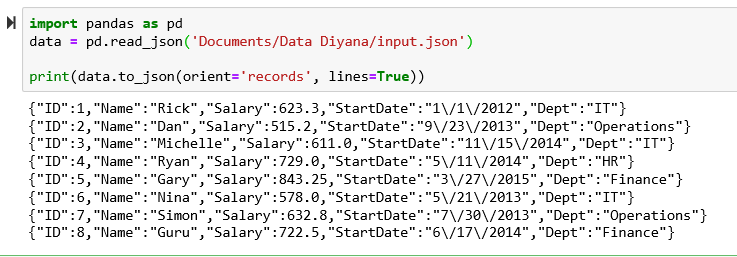 import pandas as pd
data = pd.read_json('Documents/Data Diyana/input.json')
print(data.to_json(orient='records', lines=True))
{"ID":1,"Name":"Rick","Salary":623.3,"StartDate":"1\/1\/2012","Dept":"IT"}
{"ID":2,"Name":"Dan","Salary":515.2,"StartDate":"9\/23\/2013","Dept":"Operations"}
{"ID":3,"Name":"Michelle","Salary":611.0,"StartDate":"11\/15\/2014","Dept":"IT"}
{"ID":4,"Name":"Ryan","Salary":729.0,"StartDate":"5\/11\/2014","Dept":"HR"}
{"ID":5,"Name":"Gary","Salary":843.25,"StartDate":"3\/27\/2015","Dept":"Finance"}
{"ID":6,"Name":"Nina","Salary":578.0,"StartDate":"5\/21\/2013","Dept":"IT"}
{"ID":7,"Name":"Simon","Salary":632.8,"StartDate":"7\/30\/2013","Dept":"Operations"}
{"ID":8,"Name":"Guru","Salary":722.5,"StartDate":"6\/17\/2014","Dept":"Finance"}